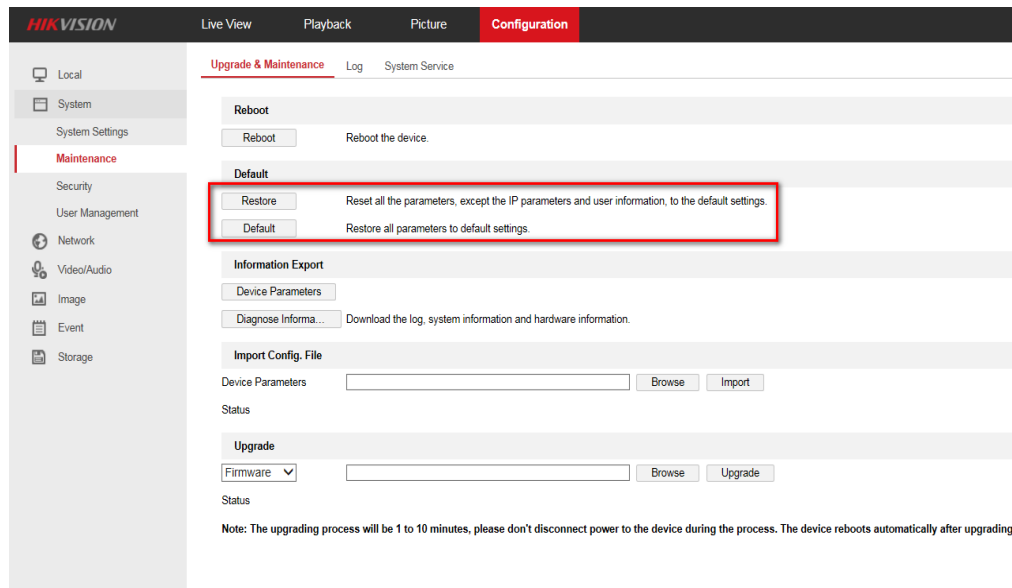 HIKVISION Live View Playback Picture Configuration
Local
System
System Settings
Maintenance
Security
User Management
Network
Video/Audio
Image
Event
Storage
Upgrade & Maintenance Log System Service
Reboot
Reboot Reboot the device.
Default
Restore Reset all the parameters, except the IP parameters and user information, to the default settings.
Default Restore all parameters to default settings.
Information Export
Device Parameters
Diagnose Informa... Download the log, system information and hardware information.
Import Config. File
Device Parameters Browse Import
Status
Upgrade
Firmware Browse Upgrade
Status
Note: The upgrading process will be 1 to 10 minutes, please don't disconnect power to the device during the process. The device reboots automatically after upgrading